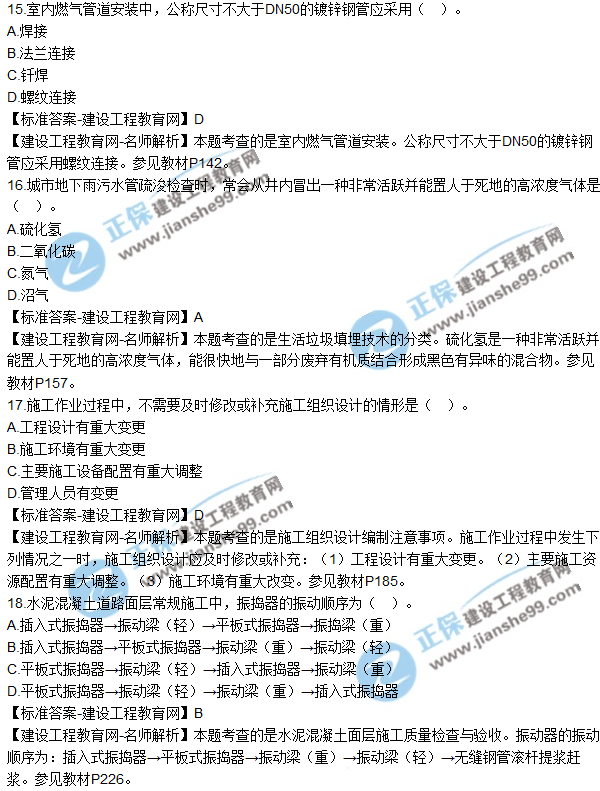 15.室内燃气管道安装中，公称尺寸不大于DN50的镀锌钢管应采用（　）。
A.焊接
B.法兰连接
C.钎焊
D.螺纹连接
【标准答案-建设工程教育网】D
【建设工程教育网-名师解析】本题考查的是室内燃气管道安装。公称尺寸不大于DN50的镀锌钢
管应采用螺纹连接。参见教材P142。
16.城市地下雨污水管疏浚检查时，常会从井内冒出一种非常活跃并能置人于死地的高浓度气体是
（　）。
A.硫化氢
B.二氧化碳
C.氮气
D.沼气
【标准答案-建设工程教育网】A
【建设工程教育网-名师解析】本题考查的是生活垃圾填埋技术的分类。硫化氢是一种非常活跃并
能置人于死地的高浓度气体，能很快地与一部分废弃有机质结合形成黑色有异味的混合物。参见
教材P157。
17.施工作业过程中，不需要及时修改或补充施工组织设计的情形是（　）。
A.工程设计有重大变更
B.施工环境有重大变更
C.主要施工设备配置有重大调整
D.管理人员有变更
【标准答案-建设工程教育网】D
【建设工程教育网-名师解析】本题考查的是施工组织设计编制注意事项。施工作业过程中发生下
列情况之一时，施工组织设计应及时修改或补充：（1）工程设计有重大变更。（2）主要施工资
源配置有重大调整。（3）施工环境有重大改变。参见教材P185。
18.水泥混凝土道路面层常规施工中，振捣器的振动顺序为（　）。
A.插入式振捣器→振动梁（轻）→平板式振捣器→振捣梁（重）
B.插入式振捣器→平板式振捣器→振动梁（重）→振动梁（轻）
C.平板式振捣器→振动梁（轻）→插入式振捣器→振动梁（重）
D.平板式振捣器→振动梁（轻）→振动梁（重）→插入式振捣器
【标准答案-建设工程教育网】B
【建设工程教育网-名师解析】本题考查的是水泥混凝土面层施工质量检查与验收。振动器的振动
顺序为：插入式振捣器→平板式振捣器→振动梁（重）→振动梁（轻）→无缝钢管滚杆提浆赶
浆。参见教材P226。
正保 建设工程教育网
www.jianshe99.com
正保 建设工程教育网
www.jianshe99.com
正保 建设工程教育网
www.jianshe99.com
正保 建设工程教育网
www.jianshe99.com